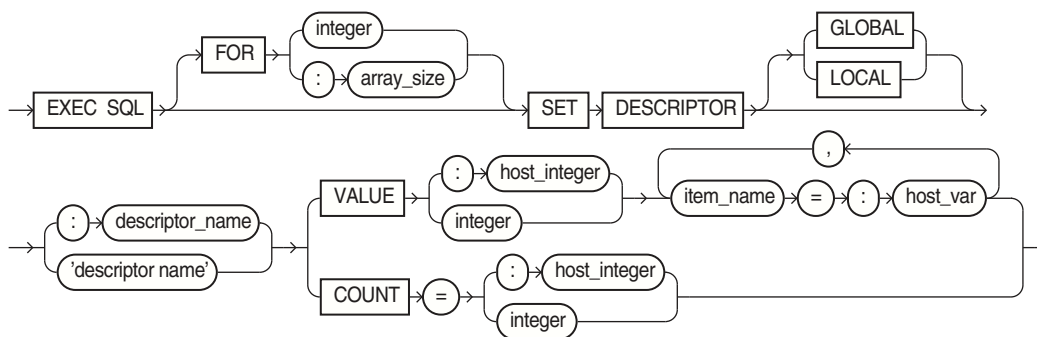 integer
FOR
: array_size
GLOBAL
LOCAL
EXEC SQL SET DESCRIPTOR
,
: host_integer
VALUE integer
item_name = : host_var
: descriptor_name
'descriptor name'
: host_integer
COUNT = integer